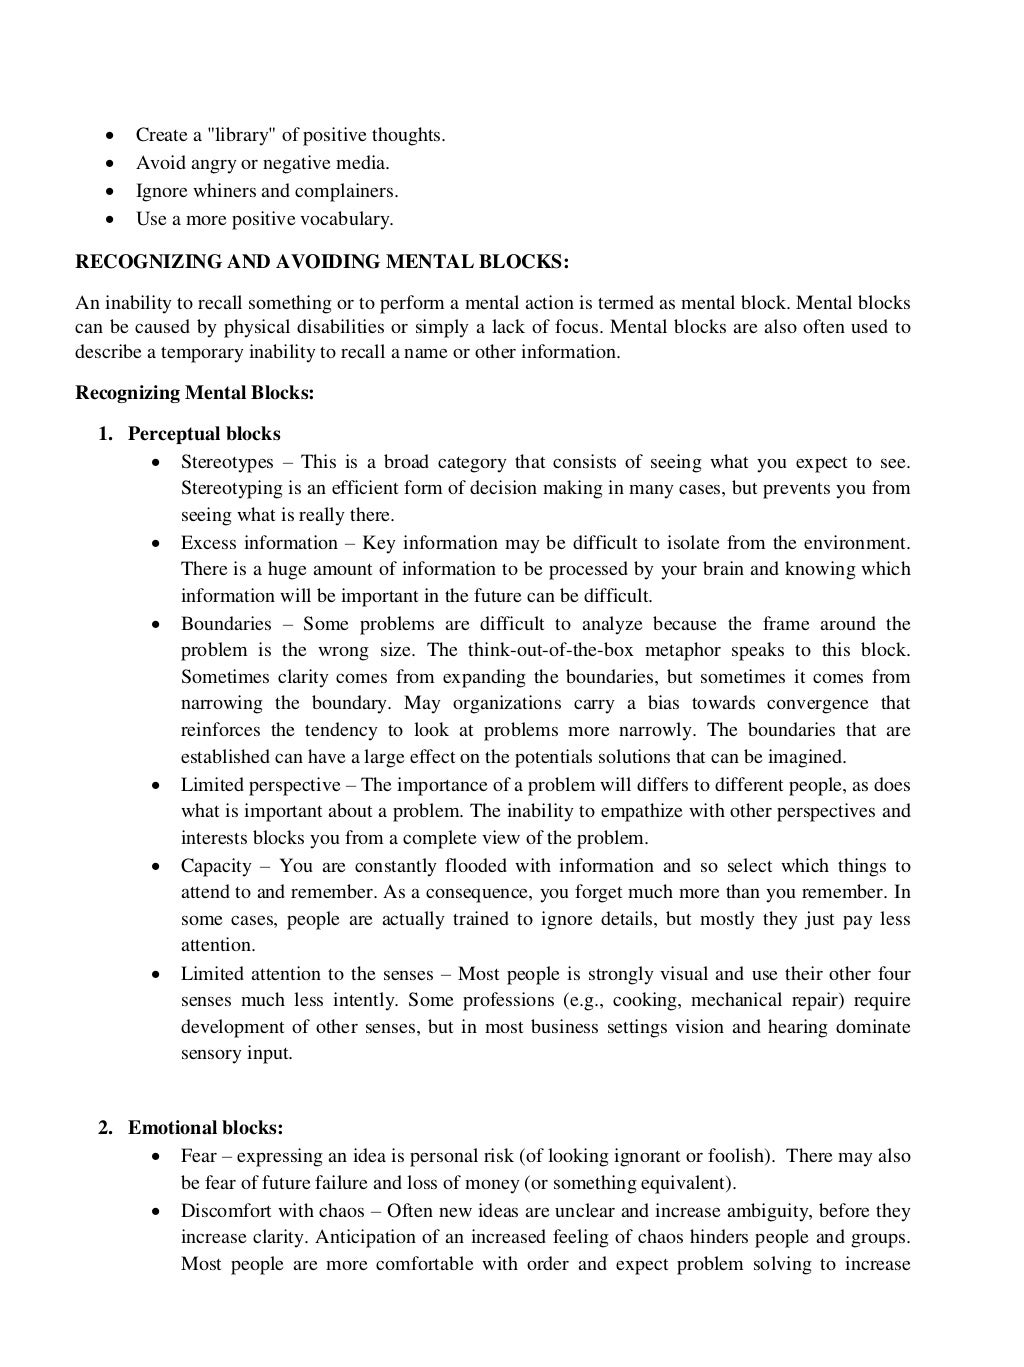 • Create a "library" of positive thoughts.
• Avoid angry or negative media.
• Ignore whiners and complainers.
• Use a more positive vocabulary.
RECOGNIZING AND AVOIDING MENTAL BLOCKS:
An inability to recall something or to perform a mental action is termed as mental block. Mental blocks
can be caused by physical disabilities or simply a lack of focus. Mental blocks are also often used to
describe a temporary inability to recall a name or other information.
Recognizing Mental Blocks:
1. Perceptual blocks
• Stereotypes – This is a broad category that consists of seeing what you expect to see.
Stereotyping is an efficient form of decision making in many cases, but prevents you from
seeing what is really there.
• Excess information – Key information may be difficult to isolate from the environment.
There is a huge amount of information to be processed by your brain and knowing which
information will be important in the future can be difficult.
• Boundaries – Some problems are difficult to analyze because the frame around the
problem is the wrong size. The think-out-of-the-box metaphor speaks to this block.
Sometimes clarity comes from expanding the boundaries, but sometimes it comes from
narrowing the boundary. May organizations carry a bias towards convergence that
reinforces the tendency to look at problems more narrowly. The boundaries that are
established can have a large effect on the potentials solutions that can be imagined.
• Limited perspective – The importance of a problem will differs to different people, as does
what is important about a problem. The inability to empathize with other perspectives and
interests blocks you from a complete view of the problem.
• Capacity – You are constantly flooded with information and so select which things to
attend to and remember. As a consequence, you forget much more than you remember. In
some cases, people are actually trained to ignore details, but mostly they just pay less
attention.
• Limited attention to the senses – Most people is strongly visual and use their other four
senses much less intently. Some professions (e.g., cooking, mechanical repair) require
development of other senses, but in most business settings vision and hearing dominate
sensory input.
2. Emotional blocks:
• Fear – expressing an idea is personal risk (of looking ignorant or foolish).  There may also
be fear of future failure and loss of money (or something equivalent).
• Discomfort with chaos – Often new ideas are unclear and increase ambiguity, before they
increase clarity. Anticipation of an increased feeling of chaos hinders people and groups.
Most people are more comfortable with order and expect problem solving to increase